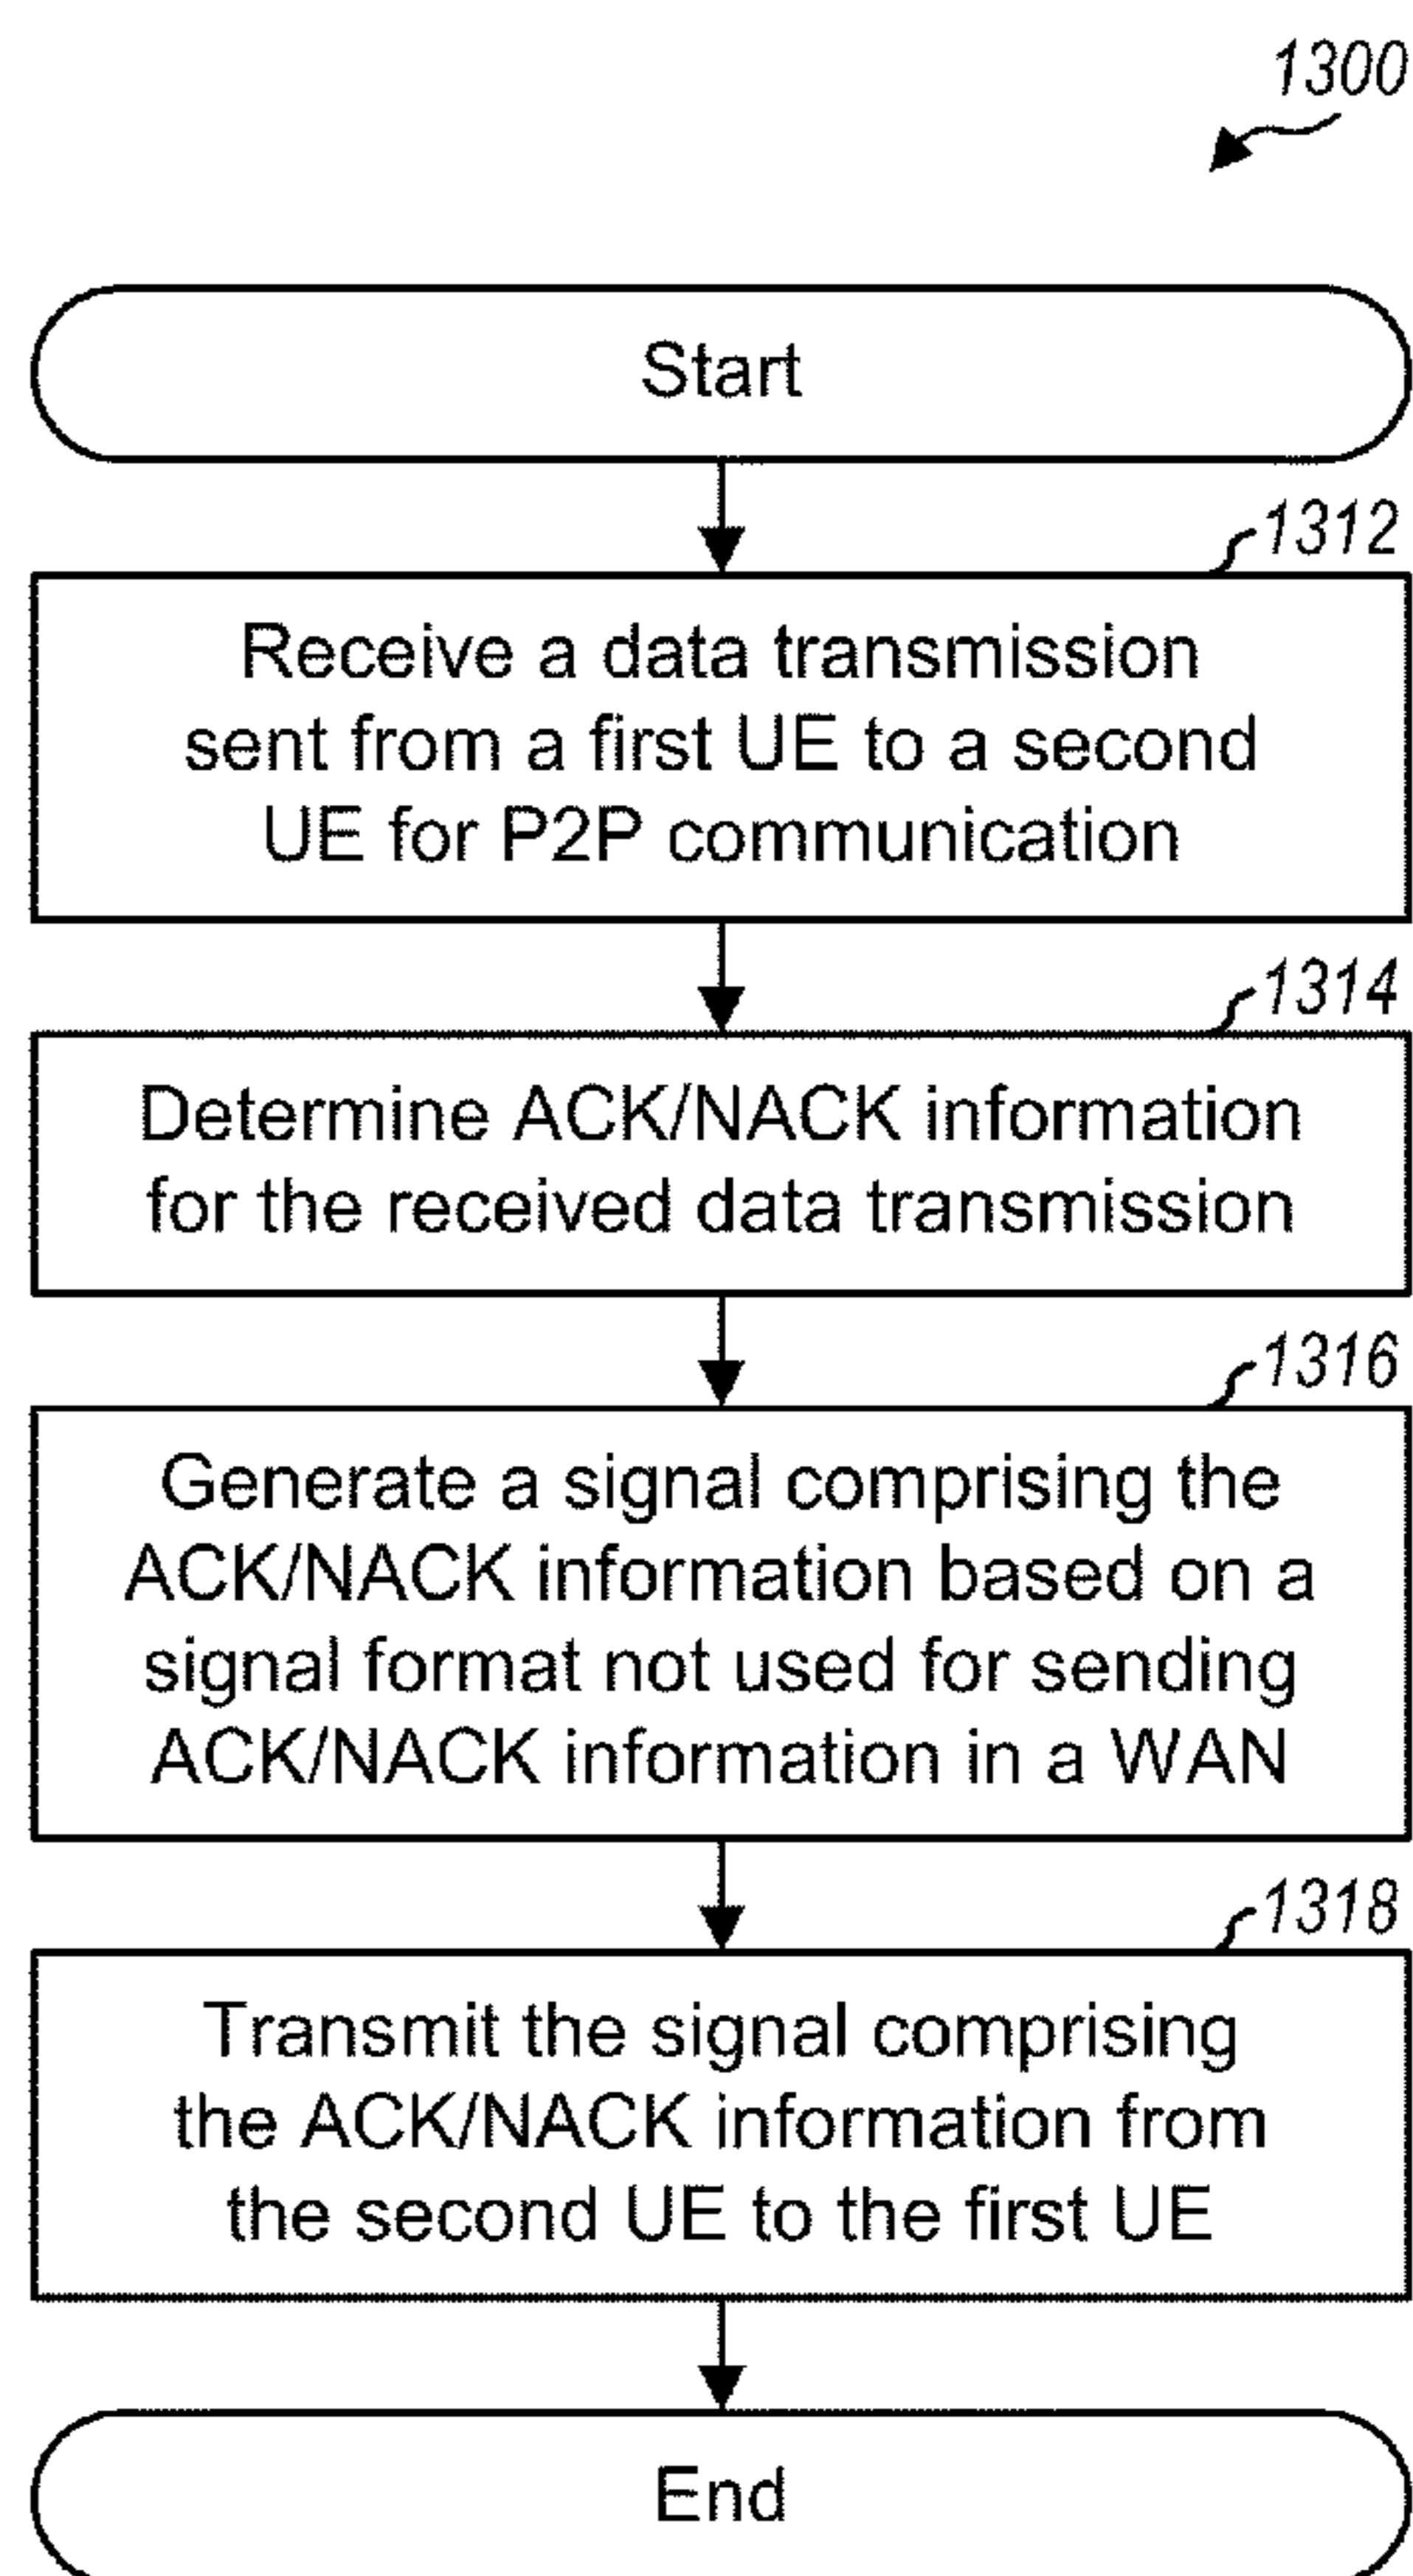 1300
Start
1312
Receive a data transmission
sent from a first UE to a second
UE for P2P communication
1314
Determine ACK/NACK information
for the received data transmission
1316
Generate a signal comprising the
ACK/NACK information based on a
signal format not used for sending
ACK/NACK information in a WAN
1318
Transmit the signal comprising
the ACK/NACK information from
the second UE to the first UE
End